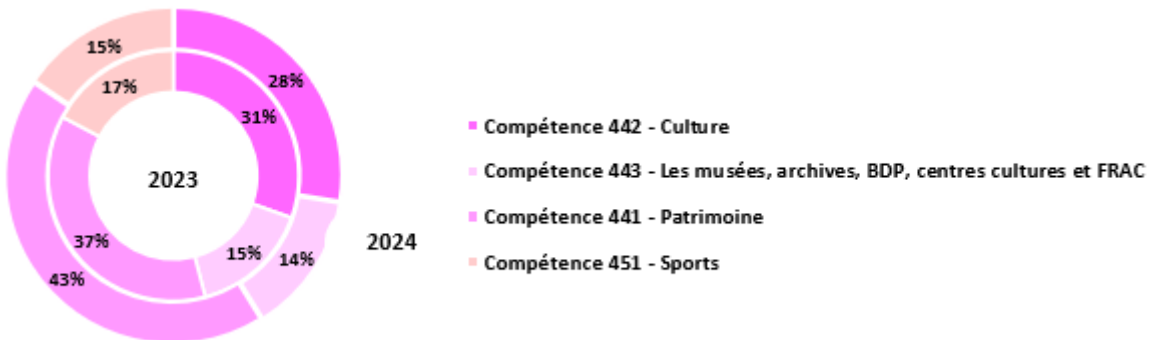 15%
28%
17%
31%
2023
37%
15%
43%
14%
2024
Compétence 442 - Culture
Compétence 443 - Les musées, archives, BDP, centres cultures et FRAC
Compétence 441 - Patrimoine
Compétence 451 - Sports